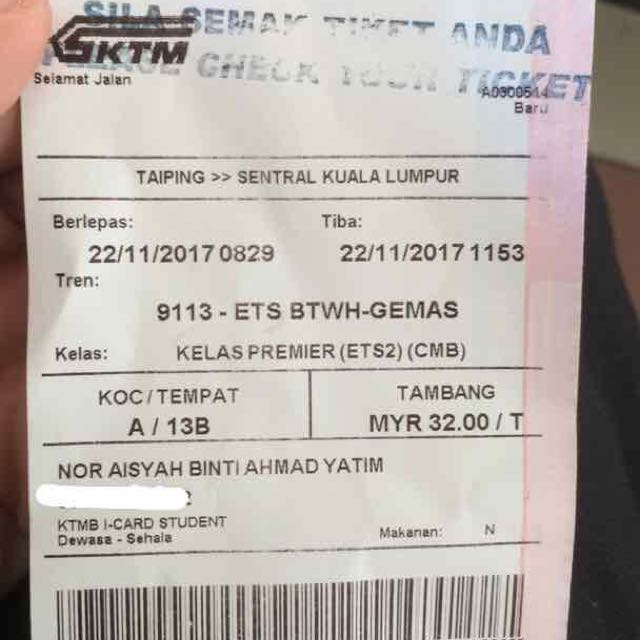 SILA SEMAK TIKET ANDA
KTM
PLEASE CHECK YOUR TICKET
Selamat Jalan
Baru
TAIPING >> SENTRAL KUALA LUMPUR
Berlepas: Tiba:
22/11/2017 0829 22/11/2017 1153
Tren:
9113 - ETS BTWH-GEMAS
Kelas: KELAS PREMIER (ETS2) (CMB)
KOC / TEMPAT TAMBANG
A / 13B MYR 32.00 / T
NOR AISYAH BINTI AHMAD YATIM
KTMB I-CARD STUDENT
Dewasa - Sehala Makanan: N